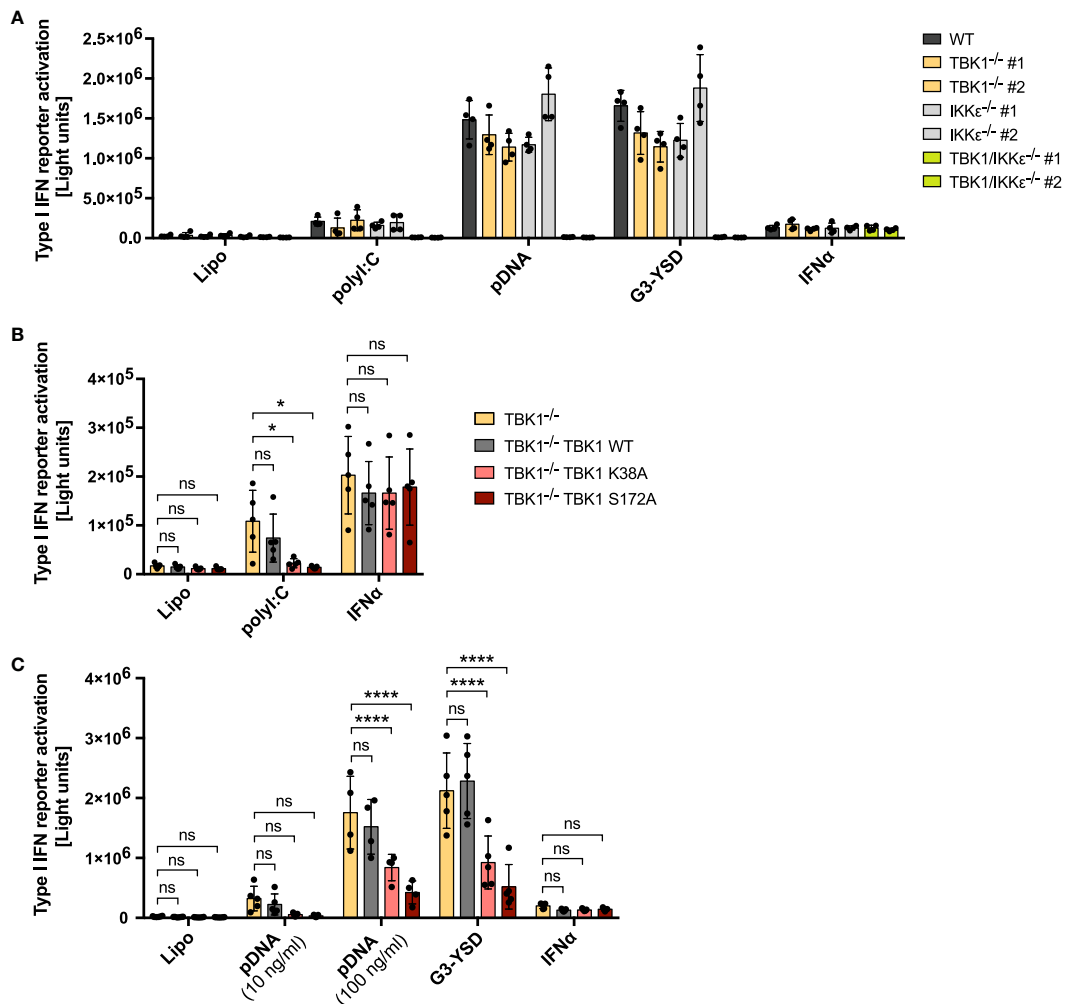 A
Type I IFN reporter activation
[Light units]
2.5×10⁶
2.0×10⁶
1.5×10⁶
1.0×10⁶
5.0×10⁵
0.0
Lipo
polyI:C
pDNA
G3-YSD
IFNα
WT
TBK1⁻/⁻ #1
TBK1⁻/⁻ #2
IKKε⁻/⁻ #1
IKKε⁻/⁻ #2
TBK1/IKKε⁻/⁻ #1
TBK1/IKKε⁻/⁻ #2
B
Type I IFN reporter activation
[Light units]
4×10⁵
3×10⁵
2×10⁵
1×10⁵
0
ns
ns
ns
*
*
ns
ns
ns
ns
Lipo
polyI:C
IFNα
TBK1⁻/⁻
TBK1⁻/⁻ TBK1 WT
TBK1⁻/⁻ TBK1 K38A
TBK1⁻/⁻ TBK1 S172A
C
Type I IFN reporter activation
[Light units]
4×10⁶
3×10⁶
2×10⁶
1×10⁶
0
ns
ns
ns
ns
ns
ns
****
****
ns
****
****
ns
ns
ns
ns
Lipo
pDNA
(10 ng/ml)
pDNA
(100 ng/ml)
G3-YSD
IFNα